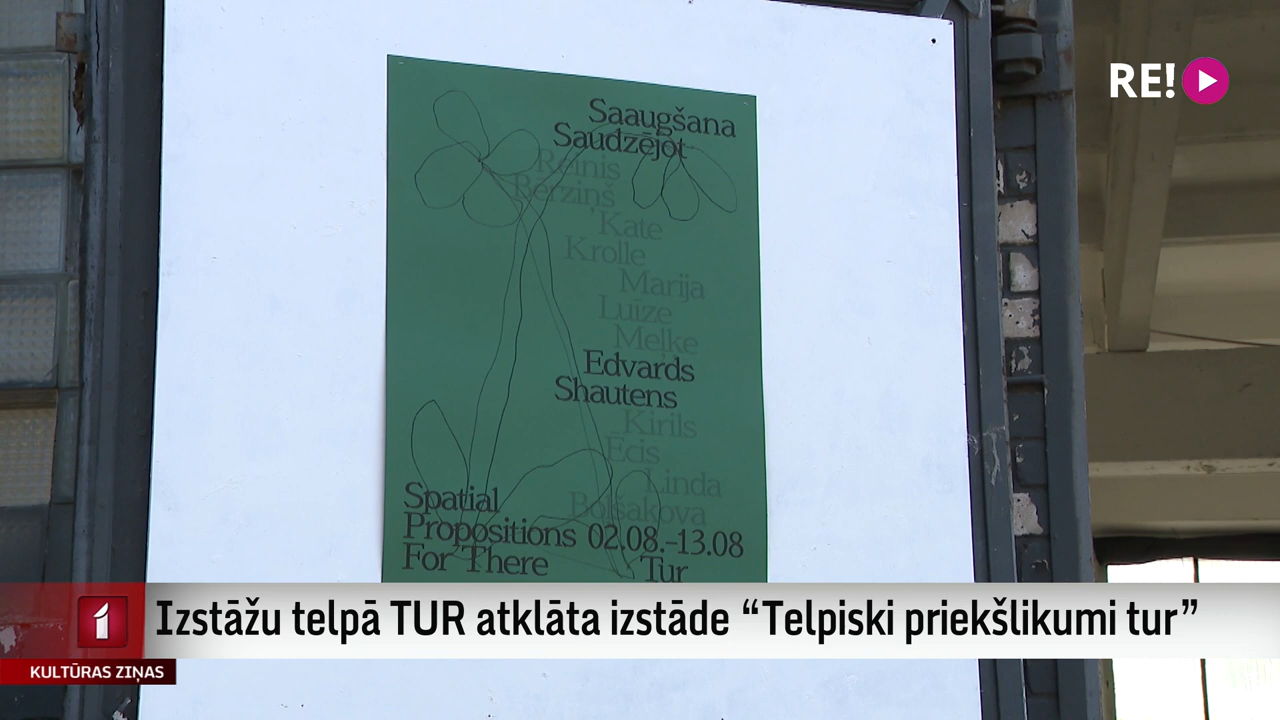 RE!
Saaugšana
Saudzējot
Reinis
Bērziņš
Kate
Krolle
Marija
Luīze
Meļķe
Edvards
Shautens
Kirils
Ēcis
Linda
Boļšakova
Spatial
Propositions 02.08.-13.08
For There Tur
1 Izstāžu telpā TUR atklāta izstāde “Telpiski priekšlikumi tur”
KULTŪRAS ZIŅAS